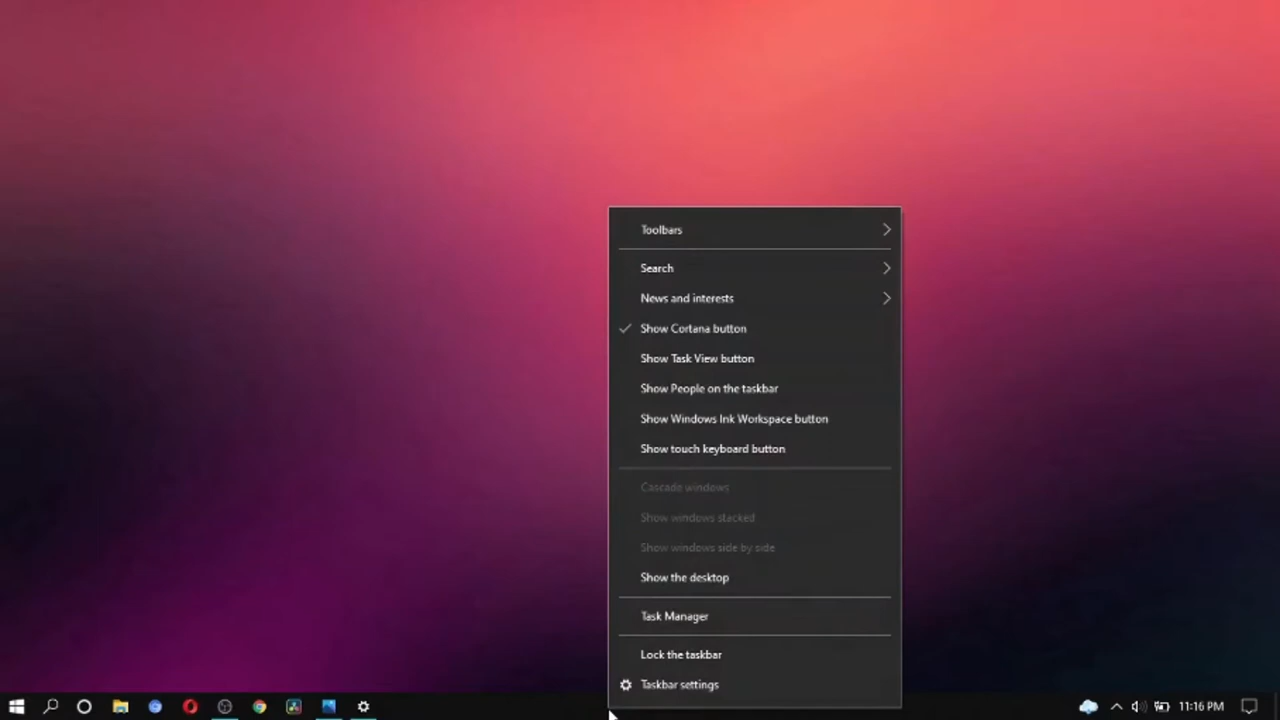 Toolbars
Search
News and interests
Show Cortana button
Show Task View button
Show People on the taskbar
Show Windows Ink Workspace button
Show touch keyboard button
Cascade windows
Show windows stacked
Show windows side by side
Show the desktop
Task Manager
Lock the taskbar
Taskbar settings
11:16 PM